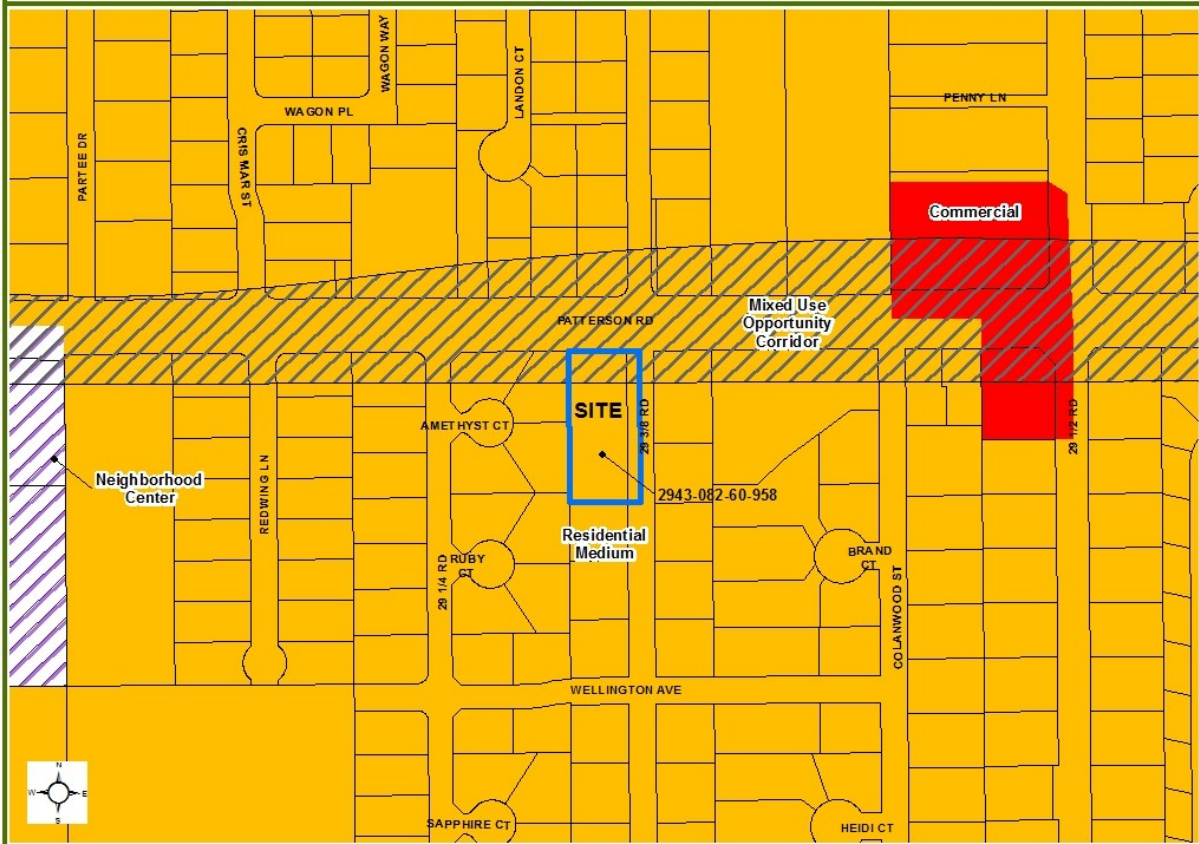 WAGON WAY
LANDON CT
PENNY LN
WAGON PL
PARTEE DR
CRIS MAR ST
Commercial
PATTERSON RD
Mixed Use
Opportunity
Corridor
SITE
AMETHYST CT
29 3/8 RD
29 1/2 RD
Neighborhood
Center
REDWING LN
2943-082-60-958
Residential
Medium
RUBY
CT
29 1/4 RD
BRAND
CT
COLANWOOD ST
WELLINGTON AVE
N
W
E
S
SAPPHIRE CT
HEIDI CT